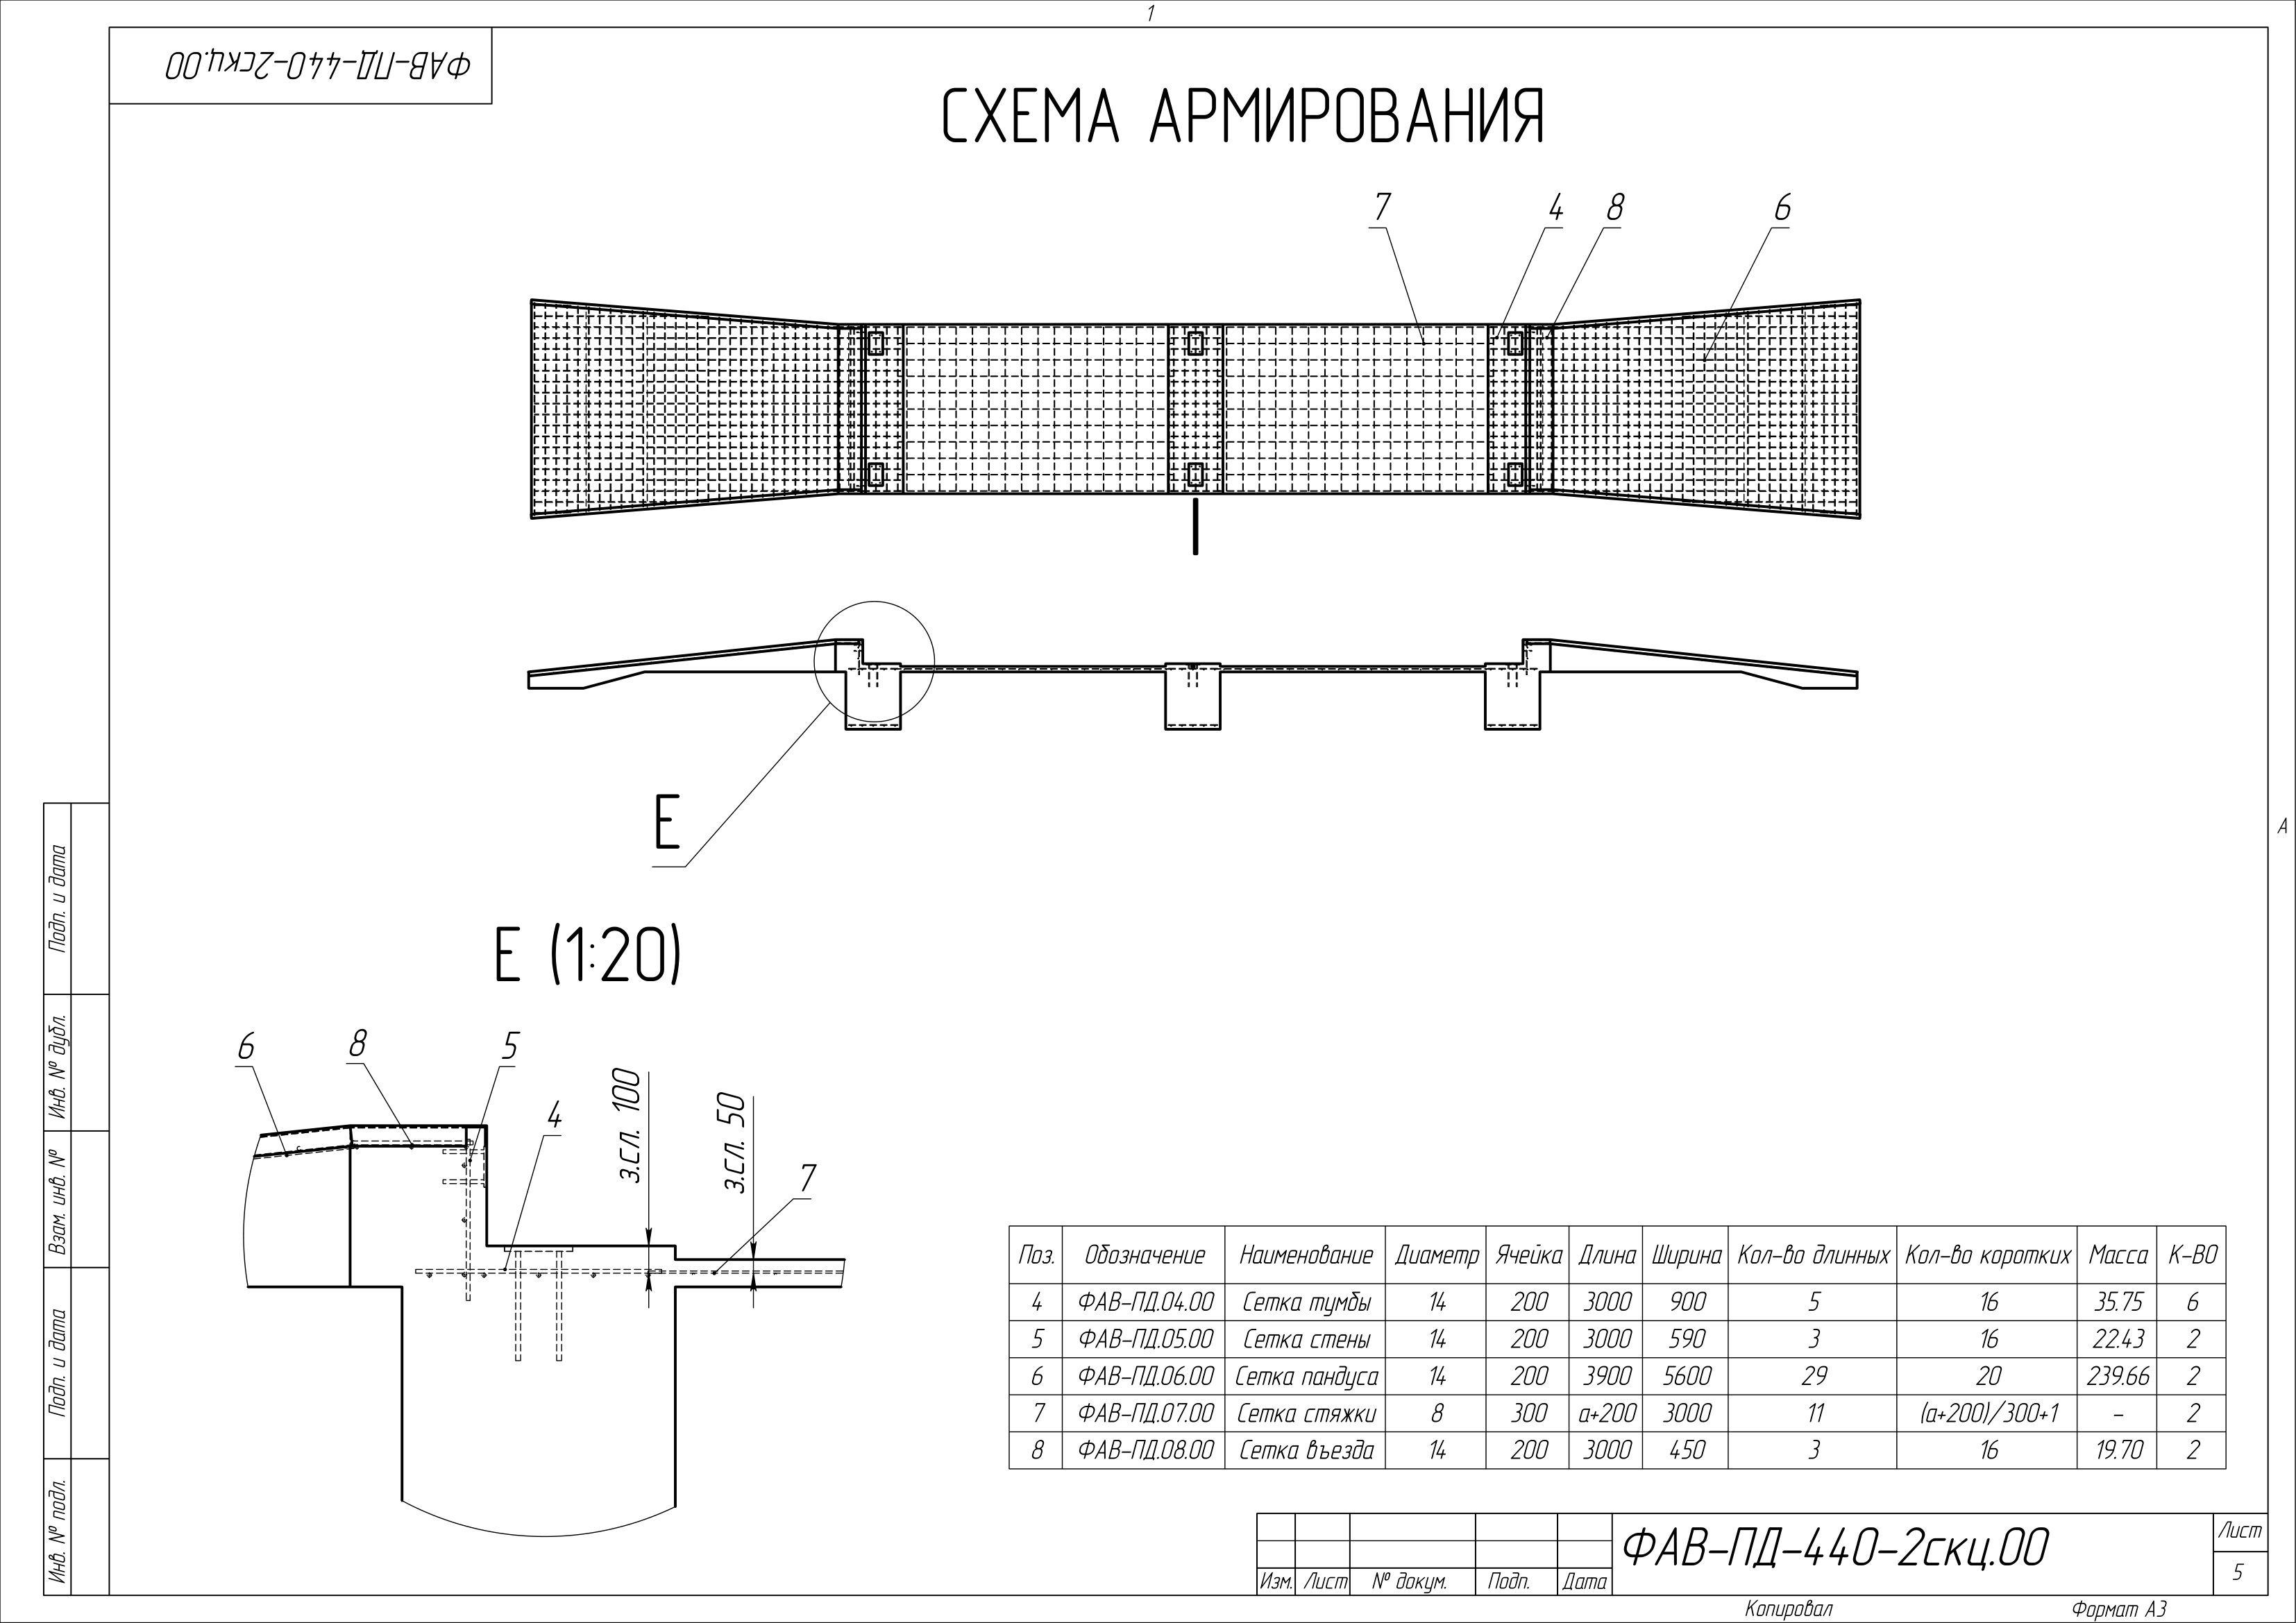 1
ФАВ-ПД-440-2скц.00
СХЕМА АРМИРОВАНИЯ
7 4 8 6
А
Е
Е (1:20)
6 8 5 4 з.сл. 100 з.сл. 50 7
Поз. Обозначение Наименование Диаметр Ячейка Длина Ширина Кол-во длинных Кол-во коротких Масса К-ВО
4 ФАВ-ПД.04.00 Сетка тумбы 14 200 3000 900 5 16 35.75 6
5 ФАВ-ПД.05.00 Сетка стены 14 200 3000 590 3 16 22.43 2
6 ФАВ-ПД.06.00 Сетка пандуса 14 200 3900 5600 29 20 239.66 2
7 ФАВ-ПД.07.00 Сетка стяжки 8 300 а+200 3000 11 (а+200)/300+1 - 2
8 ФАВ-ПД.08.00 Сетка въезда 14 200 3000 450 3 16 19.70 2
Подп. и дата
Инв. № дубл.
Взам. инв. №
Подп. и дата
Инв. № подл.
Изм. Лист № докум. Подп. Дата
ФАВ-ПД-440-2скц.00
Лист
5
Копировал Формат А3